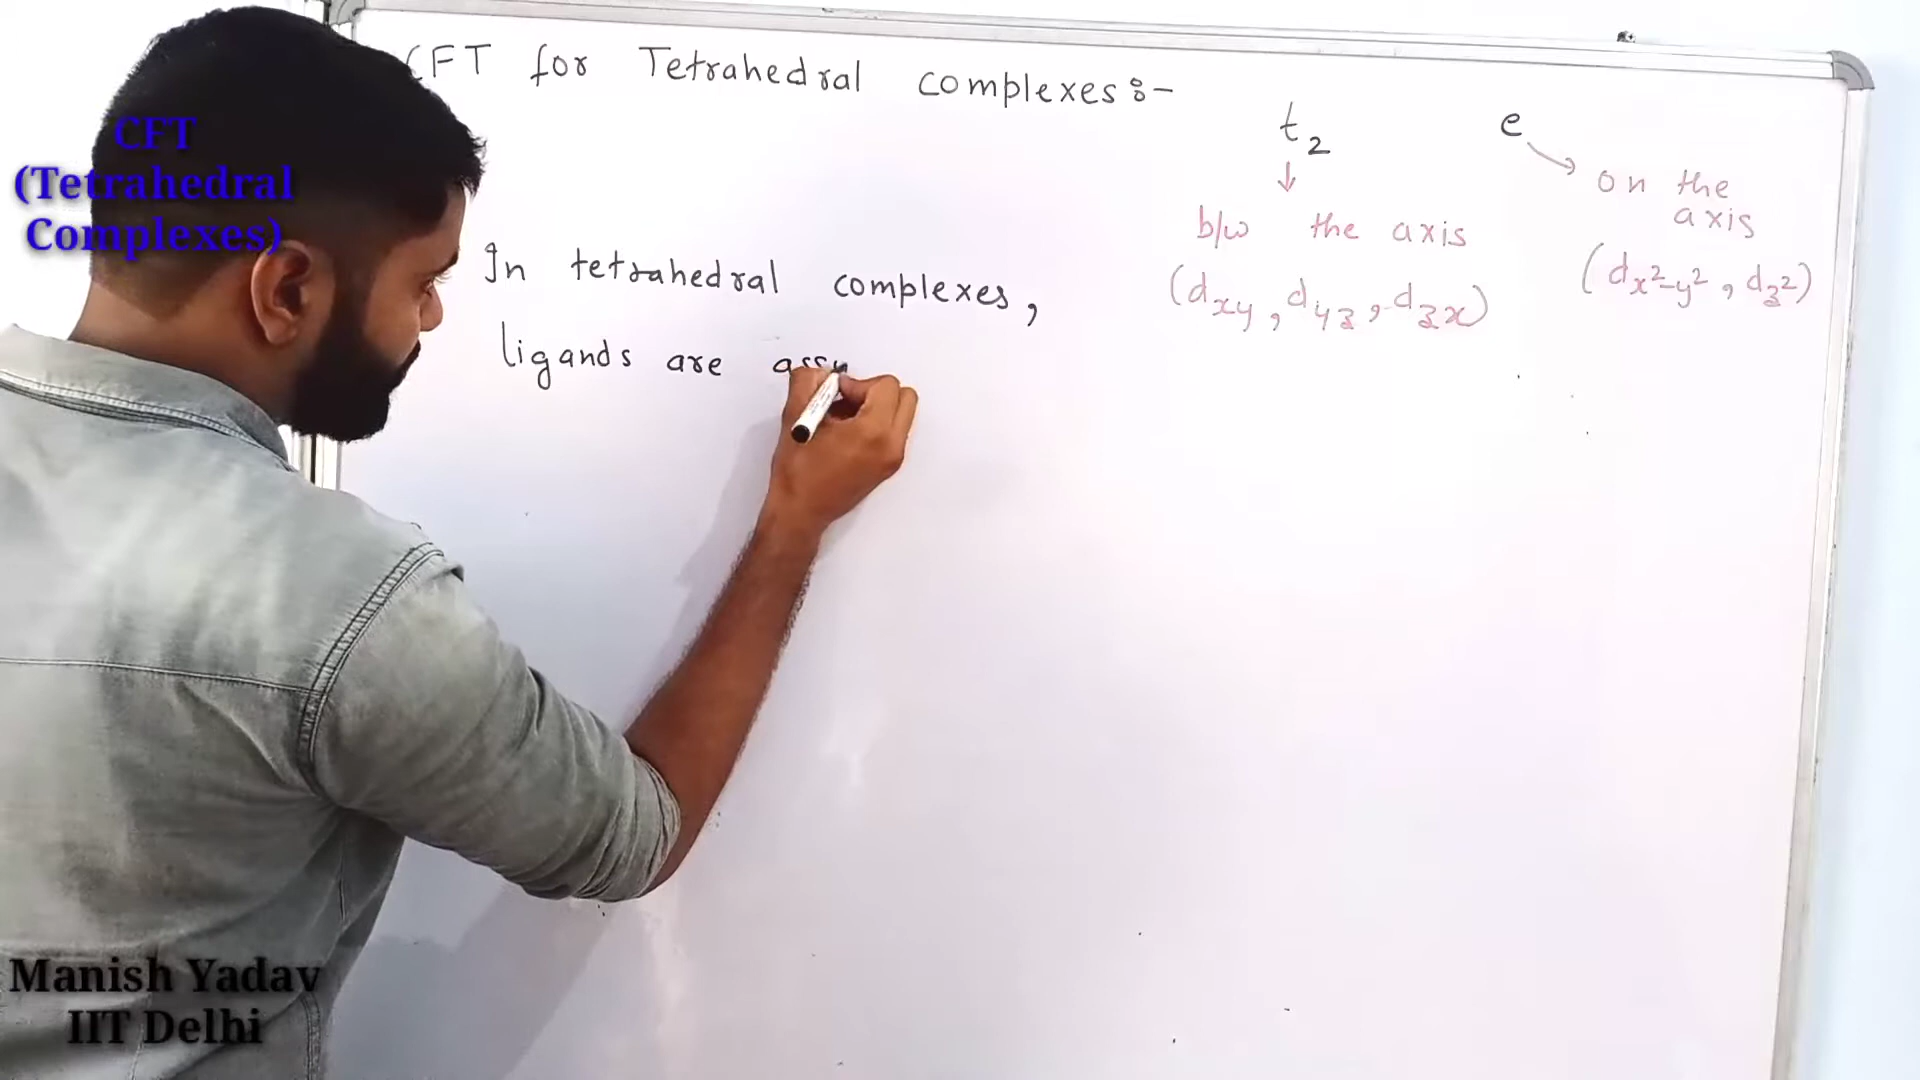 CFT for Tetrahedral complexes:-
t2
e
b/w the axis
(dxy, dyz, dzx)
on the
axis
(dx²-y², dz²)
In tetrahedral complexes,
ligands are
CFT
(Tetrahedral
Complexes)
Manish Yadav
IIT Delhi